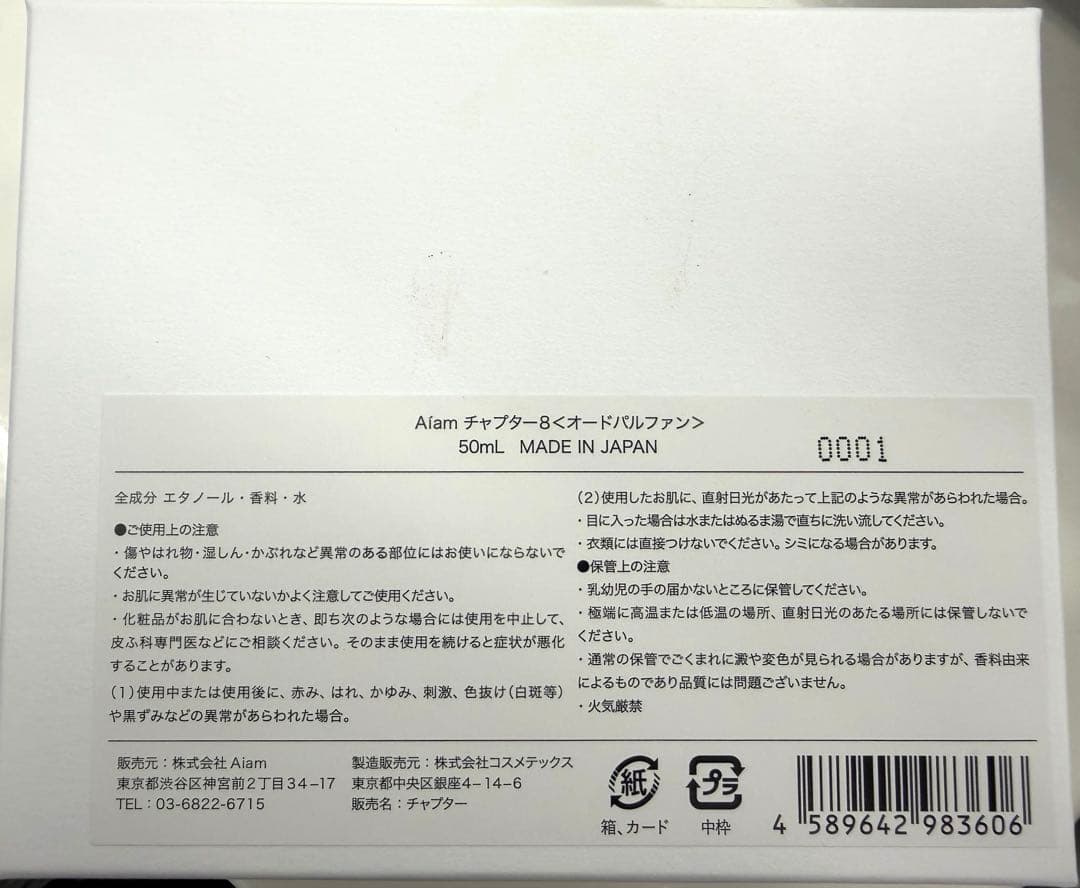 Aíam チャプター8<オードパルファン>
50mL MADE IN JAPAN
0001
全成分 エタノール・香料・水
●ご使用上の注意
・傷やはれ物・湿しん・かぶれなど異常のある部位にはお使いにならないで
ください。
・お肌に異常が生じていないかよく注意してご使用ください。
・化粧品がお肌に合わないとき、即ち次のような場合には使用を中止して、
皮ふ科専門医などにご相談ください。そのまま使用を続けると症状が悪化
することがあります。
(1)使用中または使用後に、赤み、はれ、かゆみ、刺激、色抜け(白斑等)
や黒ずみなどの異常があらわれた場合。
(2)使用したお肌に、直射日光があたって上記のような異常があらわれた場合。
・目に入った場合は水またはぬるま湯で直ちに洗い流してください。
・衣類には直接つけないでください。シミになる場合があります。
●保管上の注意
・乳幼児の手の届かないところに保管してください。
・極端に高温または低温の場所、直射日光のあたる場所には保管しないで
ください。
・通常の保管でごくまれに澱や変色が見られる場合がありますが、香料由来
によるものであり品質には問題ございません。
・火気厳禁
販売元:株式会社Aiam
東京都渋谷区神宮前2丁目34-17
TEL:03-6822-6715
製造販売元:株式会社コスメテックス
東京都中央区銀座4-14-6
販売名:チャプター
紙
箱、カード
プラ
中枠
4 589642 983606